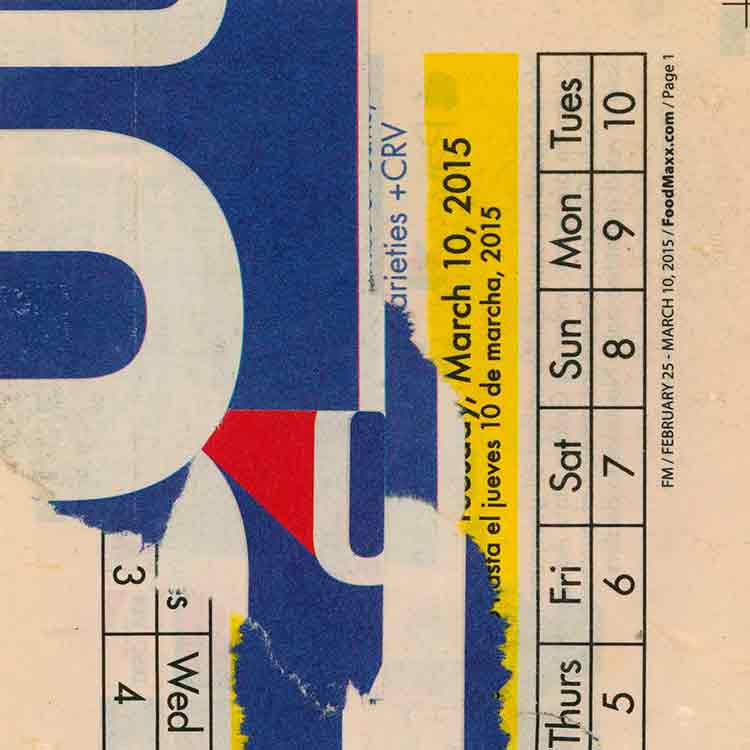 arieties +CRV
March 10, 2015
asta el jueves 10 de marcha, 2015
Thurs Fri Sat Sun Mon Tues
5 6 7 8 9 10
FM / FEBRUARY 25 - MARCH 10, 2015 / FoodMaxx.com / Page 1
es Wed
3 4